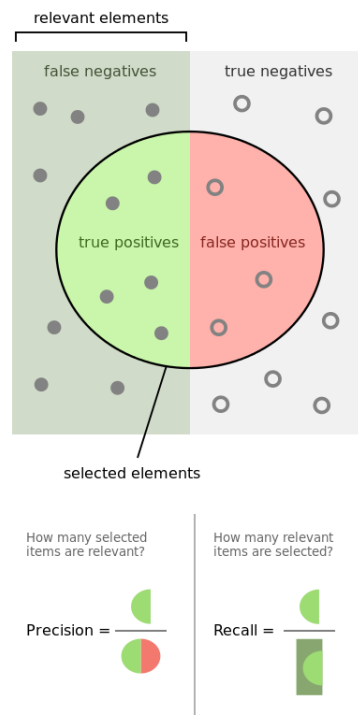 relevant elements
false negatives
true negatives
true positives
false positives
selected elements
How many selected
items are relevant?
How many relevant
items are selected?
Precision =
Recall =